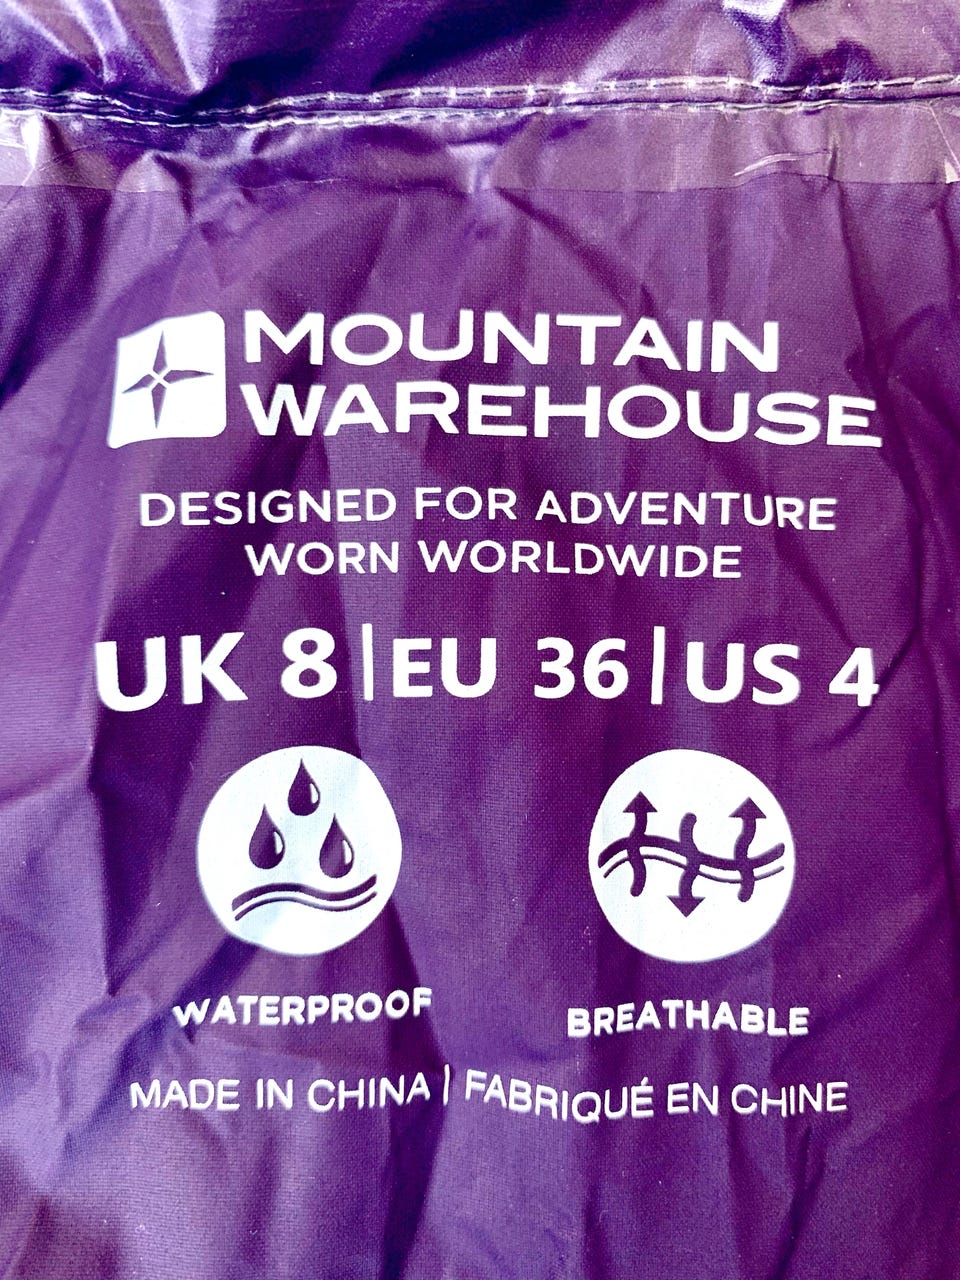 MOUNTAIN
WAREHOUSE
DESIGNED FOR ADVENTURE
WORN WORLDWIDE
UK 8|EU 36|US 4
WATERPROOF
BREATHABLE
MADE IN CHINA | FABRIQUÉ EN CHINE